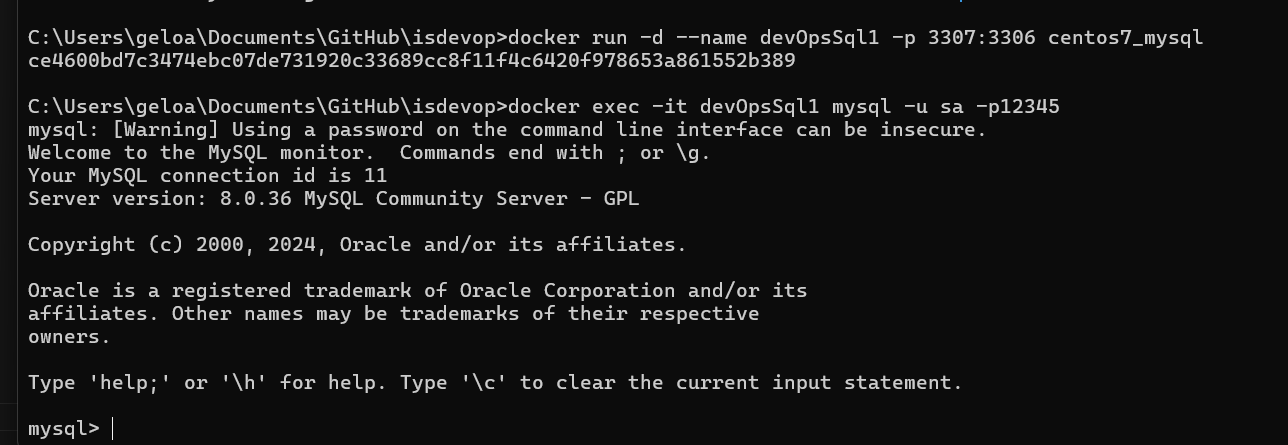 C:\Users\geloa\Documents\GitHub\isdevop>docker run -d --name devOpsSql1 -p 3307:3306 centos7_mysql
ce4600bd7c3474ebc07de731920c33689cc8f11f4c6420f978653a861552b389
C:\Users\geloa\Documents\GitHub\isdevop>docker exec -it devOpsSql1 mysql -u sa -p12345
mysql: [Warning] Using a password on the command line interface can be insecure.
Welcome to the MySQL monitor.  Commands end with ; or \g.
Your MySQL connection id is 11
Server version: 8.0.36 MySQL Community Server - GPL
Copyright (c) 2000, 2024, Oracle and/or its affiliates.
Oracle is a registered trademark of Oracle Corporation and/or its
affiliates. Other names may be trademarks of their respective
owners.
Type 'help;' or '\h' for help. Type '\c' to clear the current input statement.
mysql>